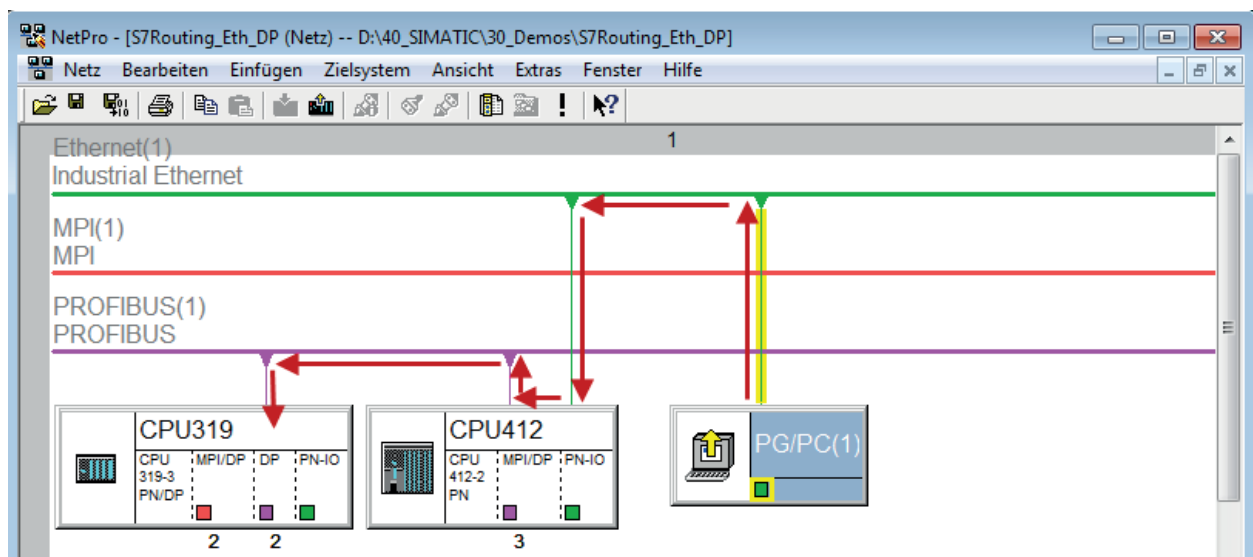 NetPro - [S7Routing_Eth_DP (Netz) -- D:\40_SIMATIC\30_Demos\S7Routing_Eth_DP]
Netz Bearbeiten Einfügen Zielsystem Ansicht Extras Fenster Hilfe
1
Ethernet(1)
Industrial Ethernet
MPI(1)
MPI
PROFIBUS(1)
PROFIBUS
CPU319
CPU 319-3 PN/DP
MPI/DP
DP
PN-IO
2
2
CPU412
CPU 412-2 PN
MPI/DP
PN-IO
3
PG/PC(1)